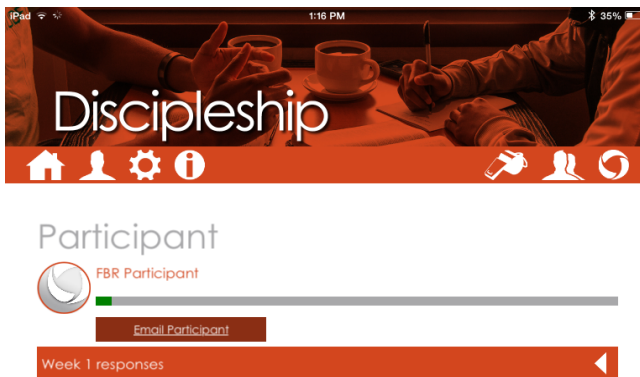 iPad 1:16 PM 35%
Discipleship
Participant
FBR Participant
Email Participant
Week 1 responses